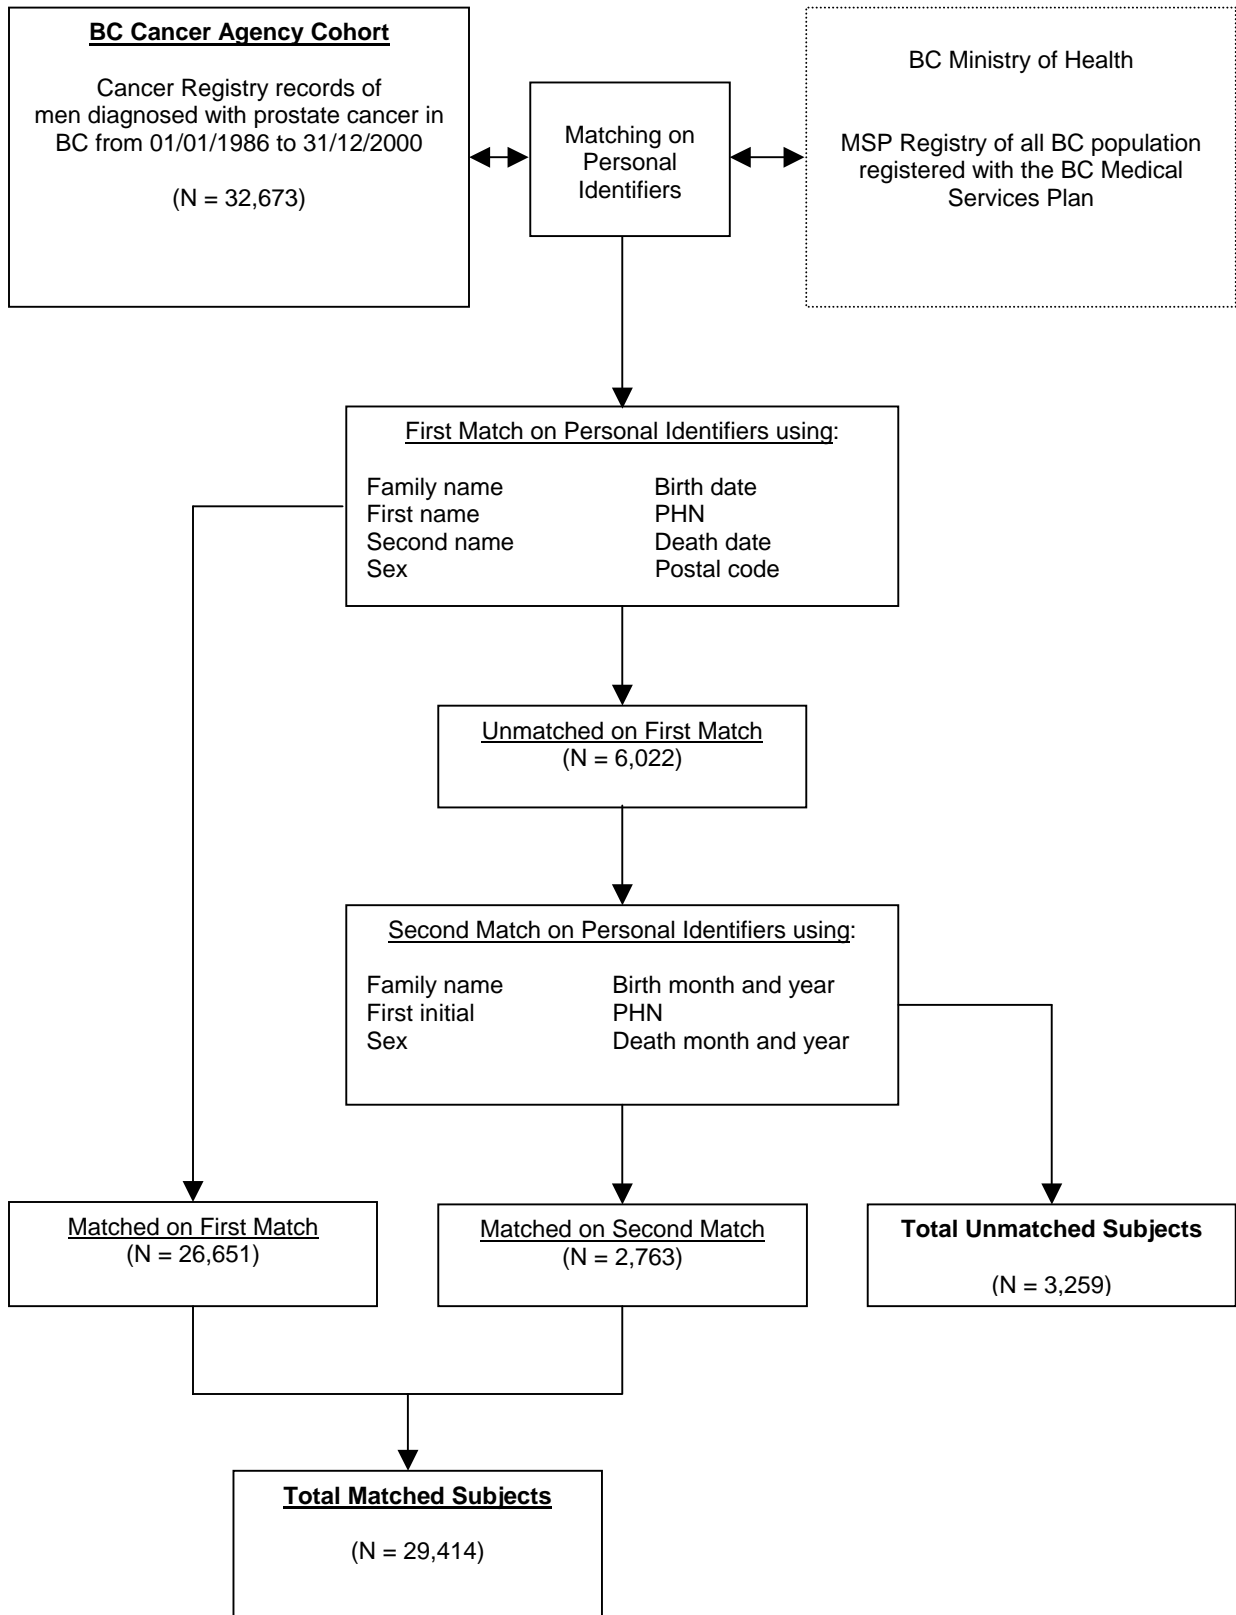 BC Cancer Agency Cohort
Cancer Registry records of
men diagnosed with prostate cancer in
BC from 01/01/1986 to 31/12/2000
(N = 32,673)
Matching on
Personal
Identifiers
BC Ministry of Health
MSP Registry of all BC population
registered with the BC Medical
Services Plan
First Match on Personal Identifiers using:
Family name Birth date
First name PHN
Second name Death date
Sex Postal code
Unmatched on First Match
(N = 6,022)
Second Match on Personal Identifiers using:
Family name Birth month and year
First initial PHN
Sex Death month and year
Matched on First Match
(N = 26,651)
Matched on Second Match
(N = 2,763)
Total Unmatched Subjects
(N = 3,259)
Total Matched Subjects
(N = 29,414)